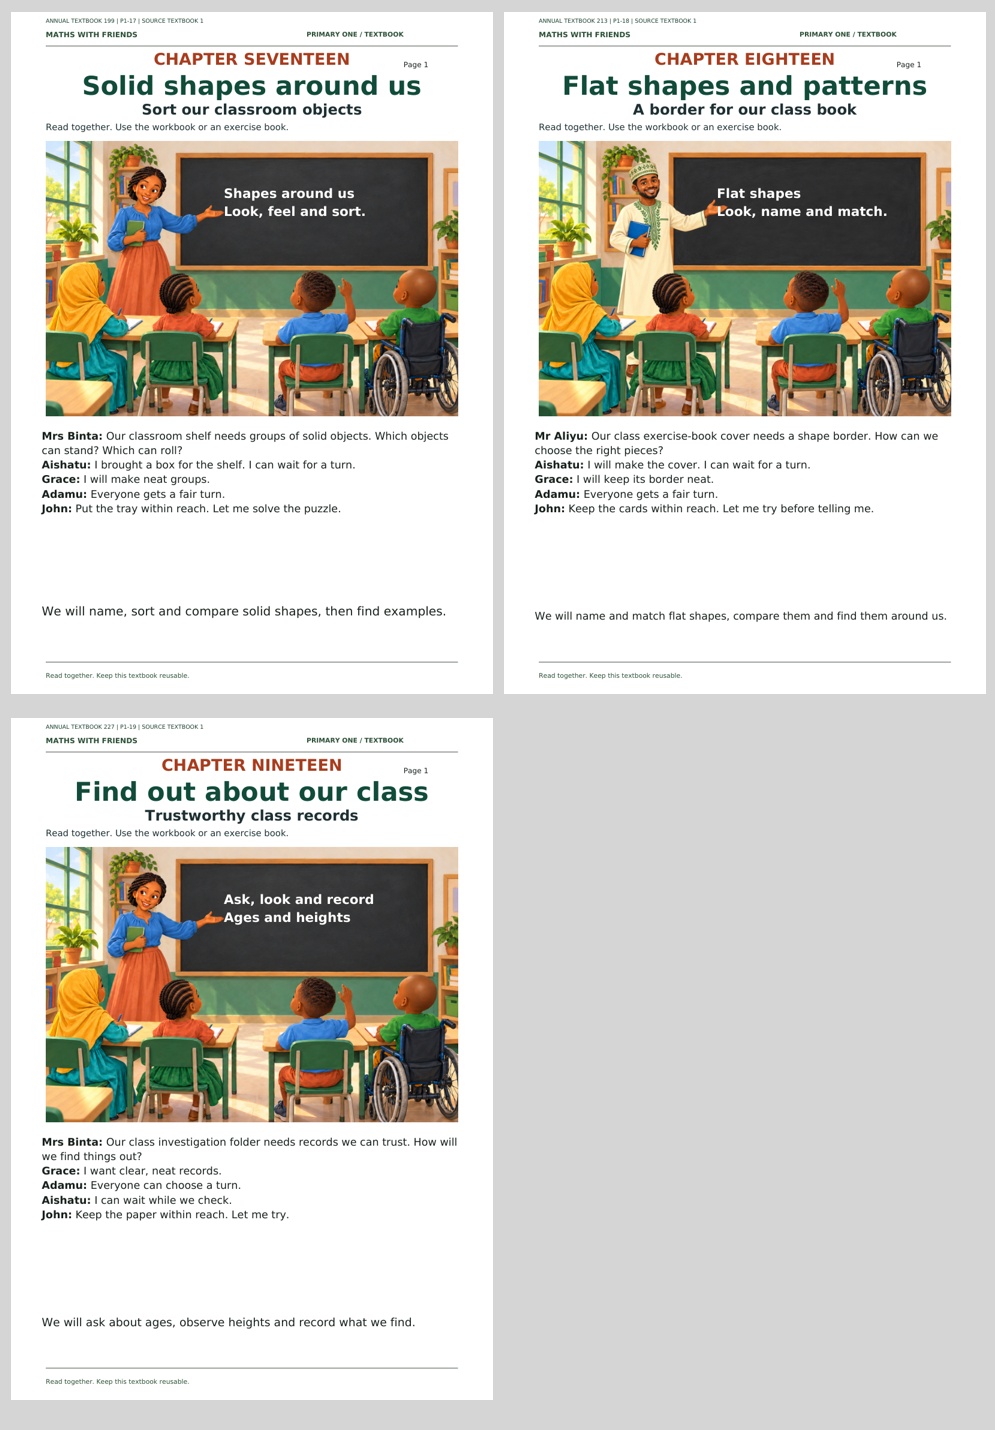 ANNUAL TEXTBOOK 199 | P1-17 | SOURCE TEXTBOOK 1
MATHS WITH FRIENDS
PRIMARY ONE / TEXTBOOK
CHAPTER SEVENTEEN
Page 1
Solid shapes around us
Sort our classroom objects
Read together. Use the workbook or an exercise book.
Shapes around us
Look, feel and sort.
Mrs Binta: Our classroom shelf needs groups of solid objects. Which objects
can stand? Which can roll?
Aishatu: I brought a box for the shelf. I can wait for a turn.
Grace: I will make neat groups.
Adamu: Everyone gets a fair turn.
John: Put the tray within reach. Let me solve the puzzle.
We will name, sort and compare solid shapes, then find examples.
Read together. Keep this textbook reusable.
ANNUAL TEXTBOOK 213 | P1-18 | SOURCE TEXTBOOK 1
MATHS WITH FRIENDS
PRIMARY ONE / TEXTBOOK
CHAPTER EIGHTEEN
Page 1
Flat shapes and patterns
A border for our class book
Read together. Use the workbook or an exercise book.
Flat shapes
Look, name and match.
Mr Aliyu: Our class exercise-book cover needs a shape border. How can we
choose the right pieces?
Aishatu: I will make the cover. I can wait for a turn.
Grace: I will keep its border neat.
Adamu: Everyone gets a fair turn.
John: Keep the cards within reach. Let me try before telling me.
We will name and match flat shapes, compare them and find them around us.
Read together. Keep this textbook reusable.
ANNUAL TEXTBOOK 227 | P1-19 | SOURCE TEXTBOOK 1
MATHS WITH FRIENDS
PRIMARY ONE / TEXTBOOK
CHAPTER NINETEEN
Page 1
Find out about our class
Trustworthy class records
Read together. Use the workbook or an exercise book.
Ask, look and record
Ages and heights
Mrs Binta: Our class investigation folder needs records we can trust. How will
we find things out?
Grace: I want clear, neat records.
Adamu: Everyone can choose a turn.
Aishatu: I can wait while we check.
John: Keep the paper within reach. Let me try.
We will ask about ages, observe heights and record what we find.
Read together. Keep this textbook reusable.